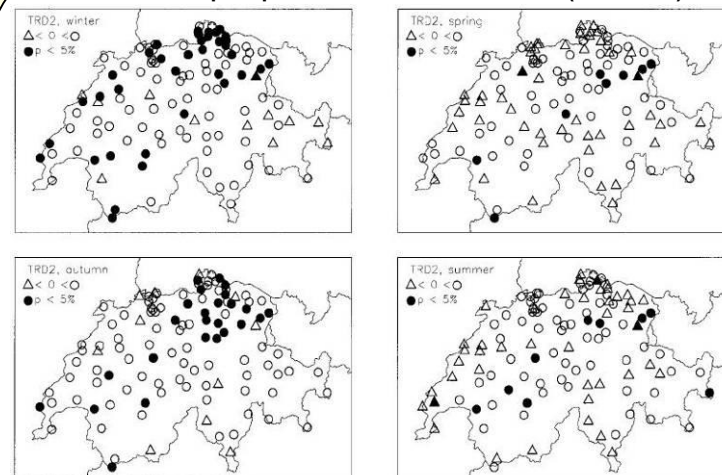 TRD2, winter
△< 0 <○
● p < 5%
TRD2, spring
△< 0 <○
● p < 5%
TRD2, autumn
△< 0 <○
● p < 5%
TRD2, summer
△< 0 <○
● p < 5%